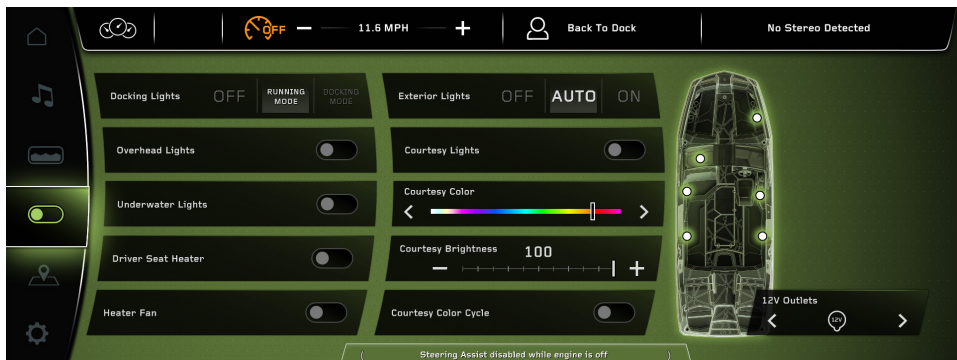 OFF
11.6 MPH
Back To Dock
No Stereo Detected
Docking Lights OFF RUNNING MODE DOCKING MODE
Exterior Lights OFF AUTO ON
Overhead Lights
Courtesy Lights
Underwater Lights
Courtesy Color
Driver Seat Heater
Courtesy Brightness 100
Heater Fan
Courtesy Color Cycle
12V Outlets
12V
( Steering Assist disabled while engine is off )